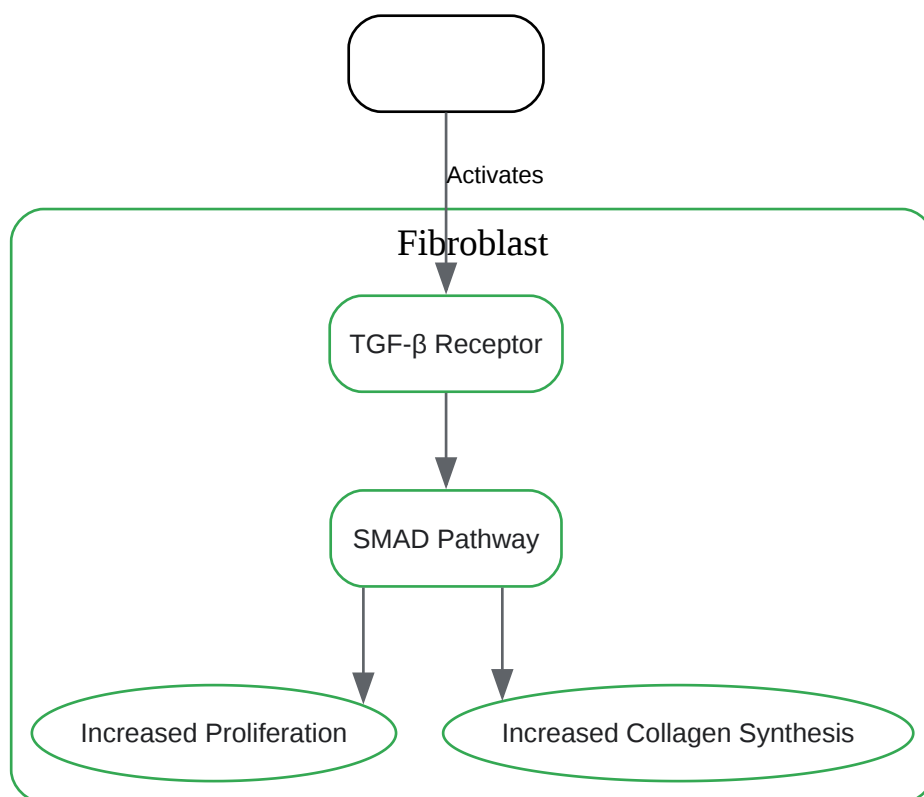 Activates
Fibroblast
TGF-β Receptor
SMAD Pathway
Increased Proliferation
Increased Collagen Synthesis